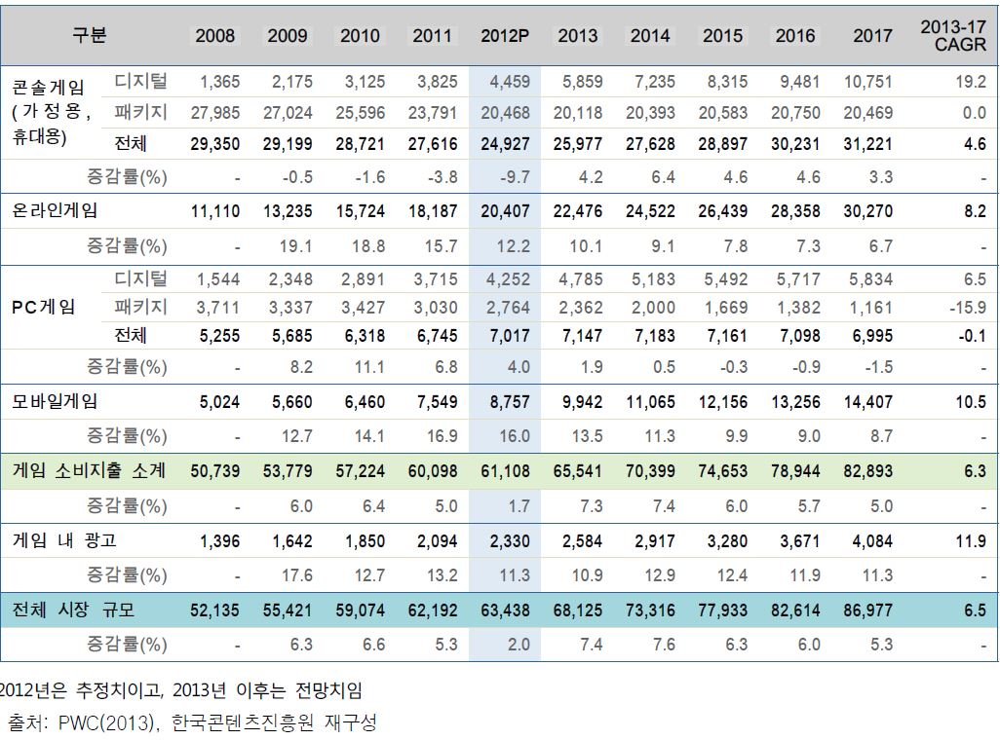 구분 2008 2009 2010 2011 2012P 2013 2014 2015 2016 2017 2013-17 CAGR
콘솔게임 (가정용, 휴대용) 디지털 1,365 2,175 3,125 3,825 4,459 5,859 7,235 8,315 9,481 10,751 19.2
패키지 27,985 27,024 25,596 23,791 20,468 20,118 20,393 20,583 20,750 20,469 0.0
전체 29,350 29,199 28,721 27,616 24,927 25,977 27,628 28,897 30,231 31,221 4.6
증감률(%) - -0.5 -1.6 -3.8 -9.7 4.2 6.4 4.6 4.6 3.3 -
온라인게임 11,110 13,235 15,724 18,187 20,407 22,476 24,522 26,439 28,358 30,270 8.2
증감률(%) - 19.1 18.8 15.7 12.2 10.1 9.1 7.8 7.3 6.7 -
PC게임 디지털 1,544 2,348 2,891 3,715 4,252 4,785 5,183 5,492 5,717 5,834 6.5
패키지 3,711 3,337 3,427 3,030 2,764 2,362 2,000 1,669 1,382 1,161 -15.9
전체 5,255 5,685 6,318 6,745 7,017 7,147 7,183 7,161 7,098 6,995 -0.1
증감률(%) - 8.2 11.1 6.8 4.0 1.9 0.5 -0.3 -0.9 -1.5 -
모바일게임 5,024 5,660 6,460 7,549 8,757 9,942 11,065 12,156 13,256 14,407 10.5
증감률(%) - 12.7 14.1 16.9 16.0 13.5 11.3 9.9 9.0 8.7 -
게임 소비지출 소계 50,739 53,779 57,224 60,098 61,108 65,541 70,399 74,653 78,944 82,893 6.3
증감률(%) - 6.0 6.4 5.0 1.7 7.3 7.4 6.0 5.7 5.0 -
게임 내 광고 1,396 1,642 1,850 2,094 2,330 2,584 2,917 3,280 3,671 4,084 11.9
증감률(%) - 17.6 12.7 13.2 11.3 10.9 12.9 12.4 11.9 11.3 -
전체 시장 규모 52,135 55,421 59,074 62,192 63,438 68,125 73,316 77,933 82,614 86,977 6.5
증감률(%) - 6.3 6.6 5.3 2.0 7.4 7.6 6.3 6.0 5.3 -
2012년은 추정치이고, 2013년 이후는 전망치임
출처: PWC(2013), 한국콘텐츠진흥원 재구성